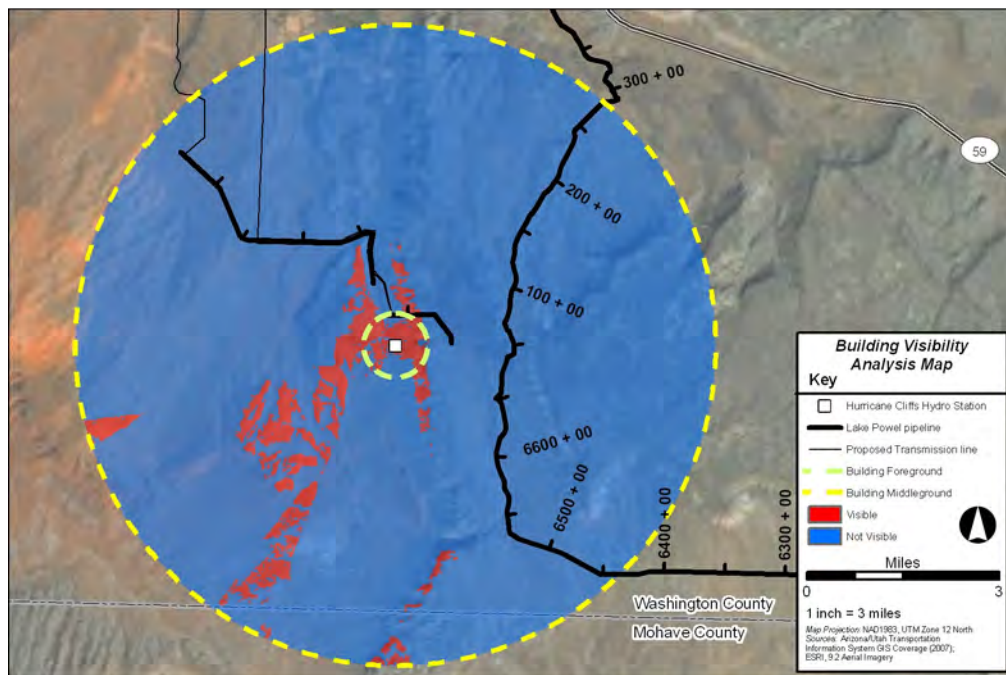 300 + 00
59
200 + 00
100 + 00
6600 + 00
6500 + 00
6400 + 00
6300 + 00
Washington County
Mohave County
Building Visibility
Analysis Map
Key
Hurricane Cliffs Hydro Station
Lake Powel pipeline
Proposed Transmission line
Building Foreground
Building Middleground
Visible
Not Visible
Miles
0 3
1 inch = 3 miles
Map Projection: NAD1983, UTM Zone 12 North
Sources: Arizona/Utah Transportation
Information System GIS Coverage (2007);
ESRI, 9.2 Aerial Imagery